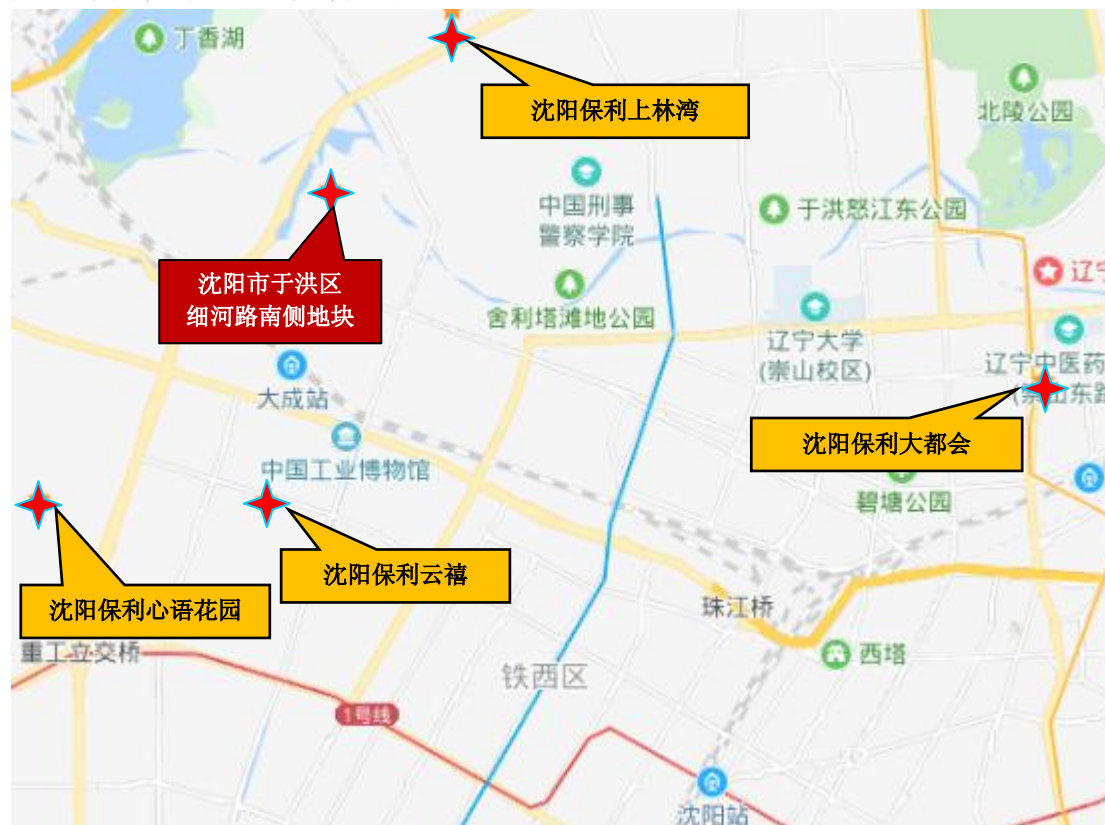 丁香湖
沈阳保利上林湾
北陵公园
中国刑事
警察学院
于洪怒江东公园
沈阳市于洪区
细河路南侧地块
舍利塔滩地公园
辽宁大学
(崇山校区)
辽宁中医药
沈阳保利大都会
大成站
中国工业博物馆
碧塘公园
沈阳保利云禧
沈阳保利心语花园
珠江桥
重工立交桥
西塔
铁西区
1号线
沈阳站